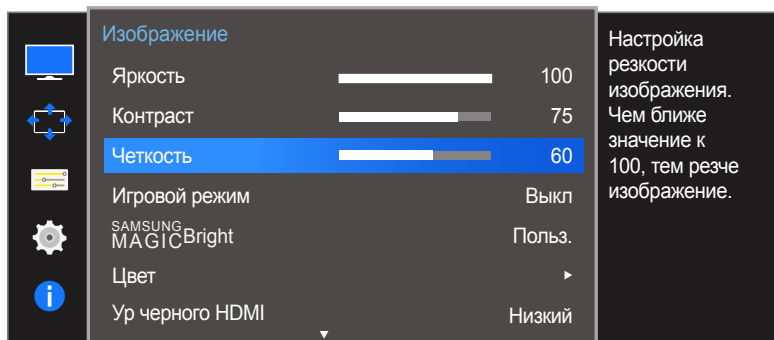 Изображение
Яркость 100
Контраст 75
Четкость 60
Игровой режим Выкл
SAMSUNG
MAGICBright Польз.
Цвет
Ур черного HDMI Низкий
Настройка
резкости
изображения.
Чем ближе
значение к
100, тем резче
изображение.